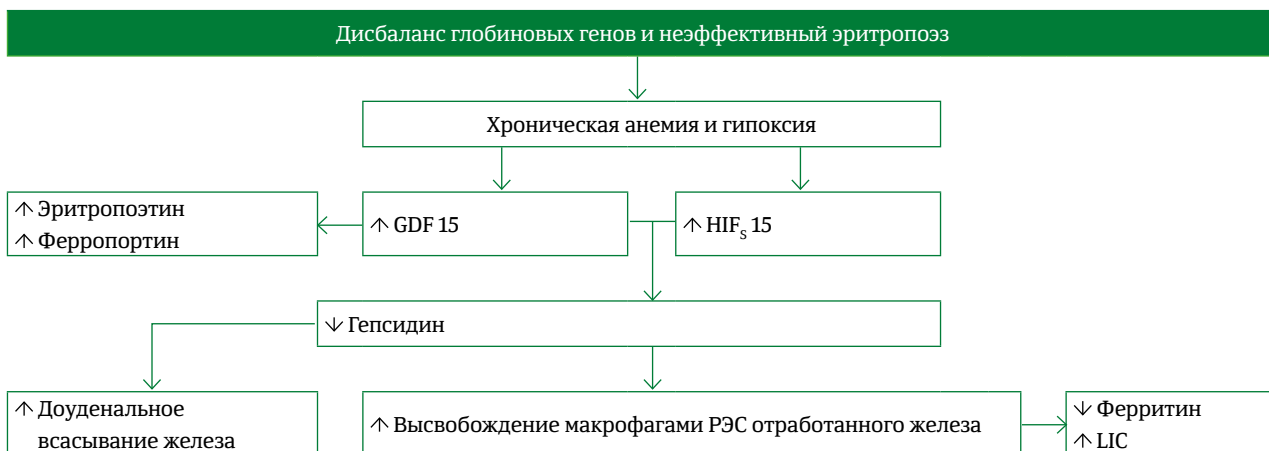 Дисбаланс глобиновых генов и неэффективный эритропоэз
Хроническая анемия и гипоксия
↑ Эритропоэтин
↑ Ферропортин
↑ GDF 15
↑ HIFs 15
↓ Гепсидин
↑ Доуденальное
всасывание железа
↑ Высвобождение макрофагами РЭС отработанного железа
↓ Ферритин
↑ LIC